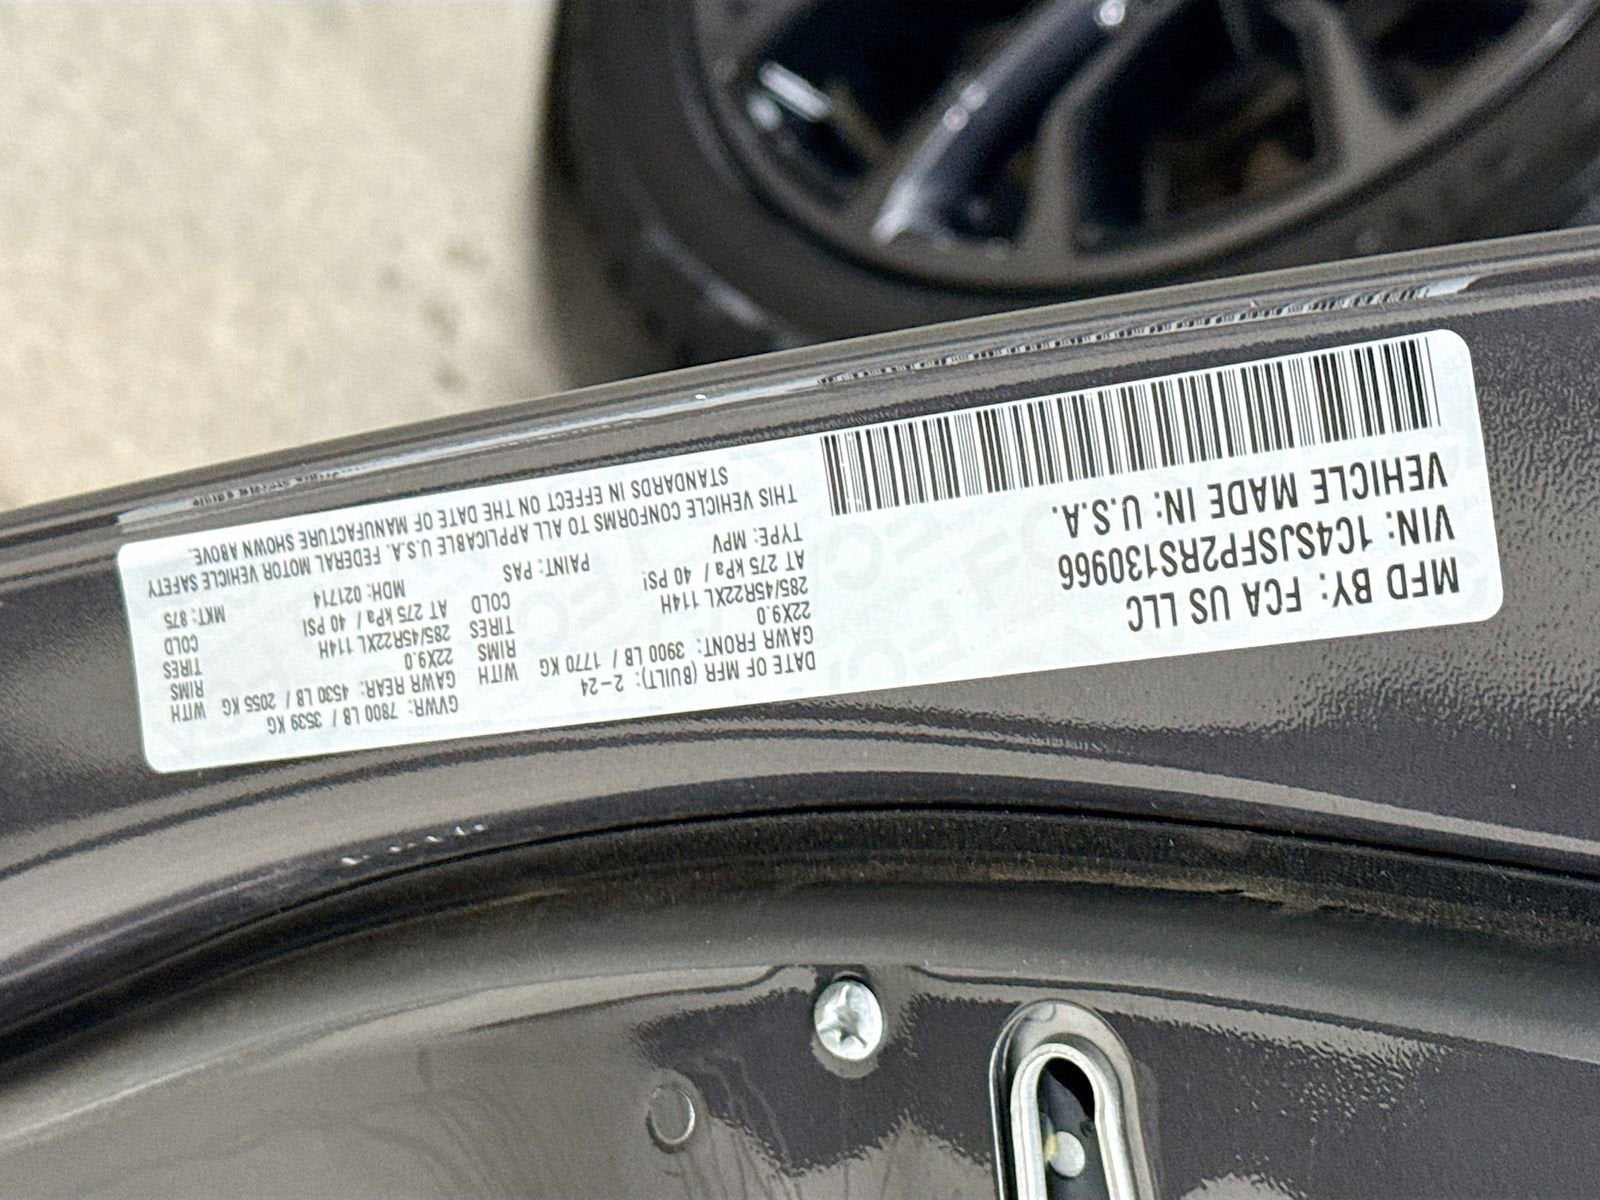 MFD BY: FCA US LLC
VIN: 1C4SJSFP2RS130966
VEHICLE MADE IN: U.S.A.
DATE OF MFR (BUILT): 2-24
GAWR FRONT: 3900 LB / 1770 KG WITH
22X9.0 RIMS
285/45R22XL 114H TIRES
AT 275 kPa / 40 PSI COLD
TYPE: MPV PAINT: PAS
GVWR: 7800 LB / 3539 KG
GAWR REAR: 4530 LB / 2055 KG WITH
22X9.0 RIMS
285/45R22XL 114H TIRES
AT 275 kPa / 40 PSI COLD
MDH: 021714 MKT: 875
THIS VEHICLE CONFORMS TO ALL APPLICABLE U.S.A. FEDERAL MOTOR VEHICLE SAFETY
STANDARDS IN EFFECT ON THE DATE OF MANUFACTURE SHOWN ABOVE.